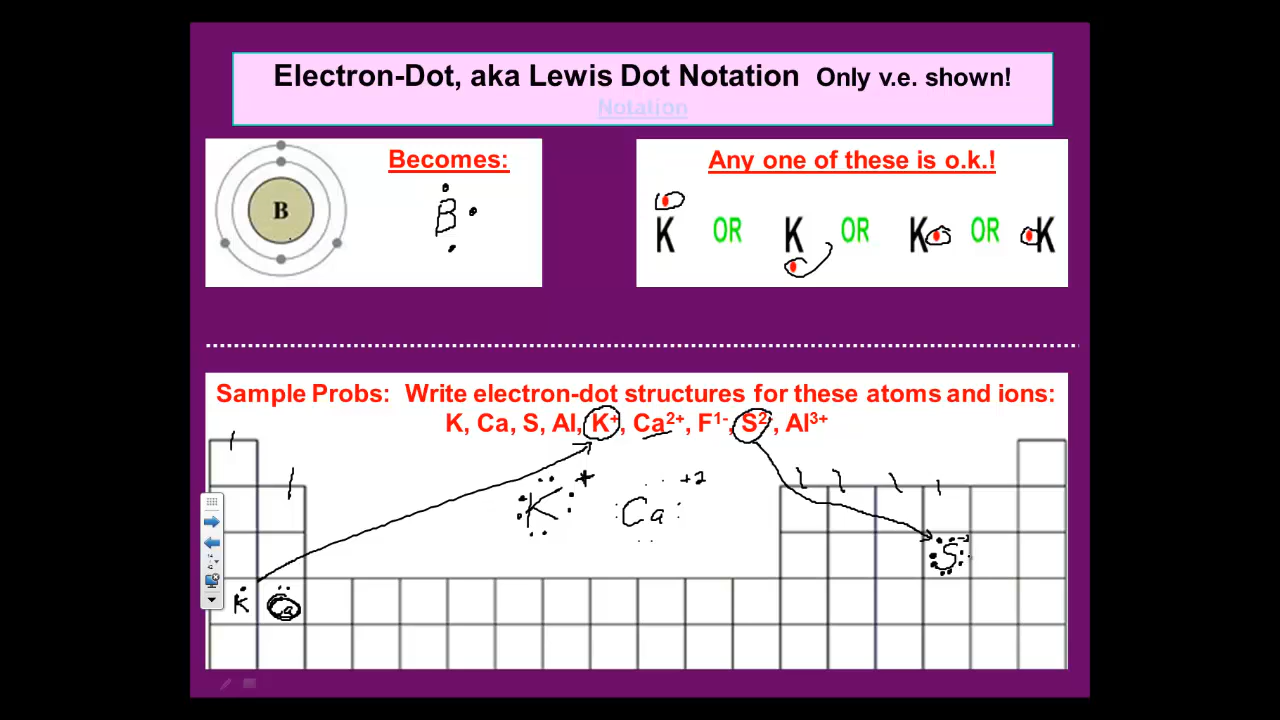 Electron-Dot, aka Lewis Dot Notation Only v.e. shown!
Notation
Becomes:
B
B
Any one of these is o.k.!
K OR K OR K OR K
Sample Probs: Write electron-dot structures for these atoms and ions:
K, Ca, S, Al, K⁺, Ca²⁺, F¹⁻, S²⁻, Al³⁺
K +
Ca +2
S
K Ca